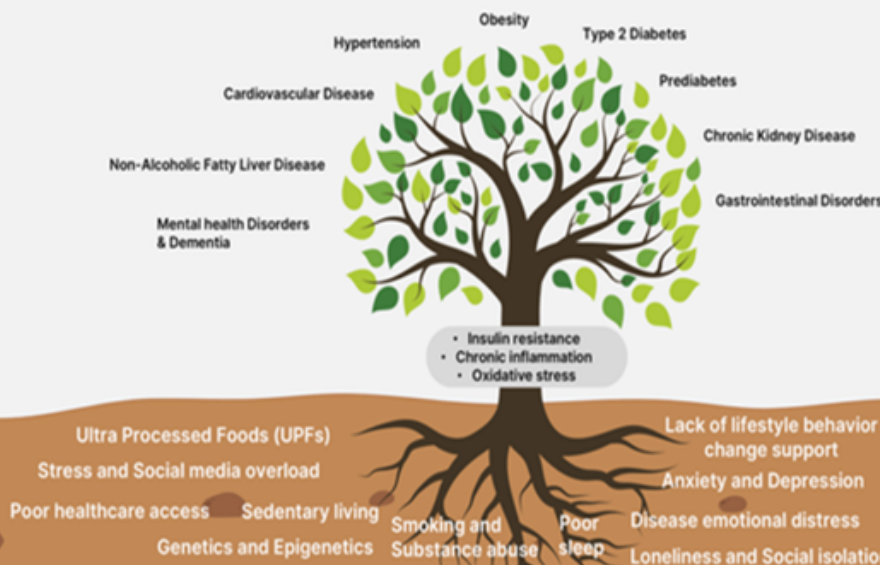 Obesity
Type 2 Diabetes
Hypertension
Prediabetes
Cardiovascular Disease
Chronic Kidney Disease
Non-Alcoholic Fatty Liver Disease
Gastrointestinal Disorders
Mental health Disorders
& Dementia
• Insulin resistance
• Chronic inflammation
• Oxidative stress
Ultra Processed Foods (UPFs)
Stress and Social media overload
Poor healthcare access
Sedentary living
Genetics and Epigenetics
Smoking and
Substance abuse
Poor
sleep
Lack of lifestyle behavior
change support
Anxiety and Depression
Disease emotional distress
Loneliness and Social isolatio